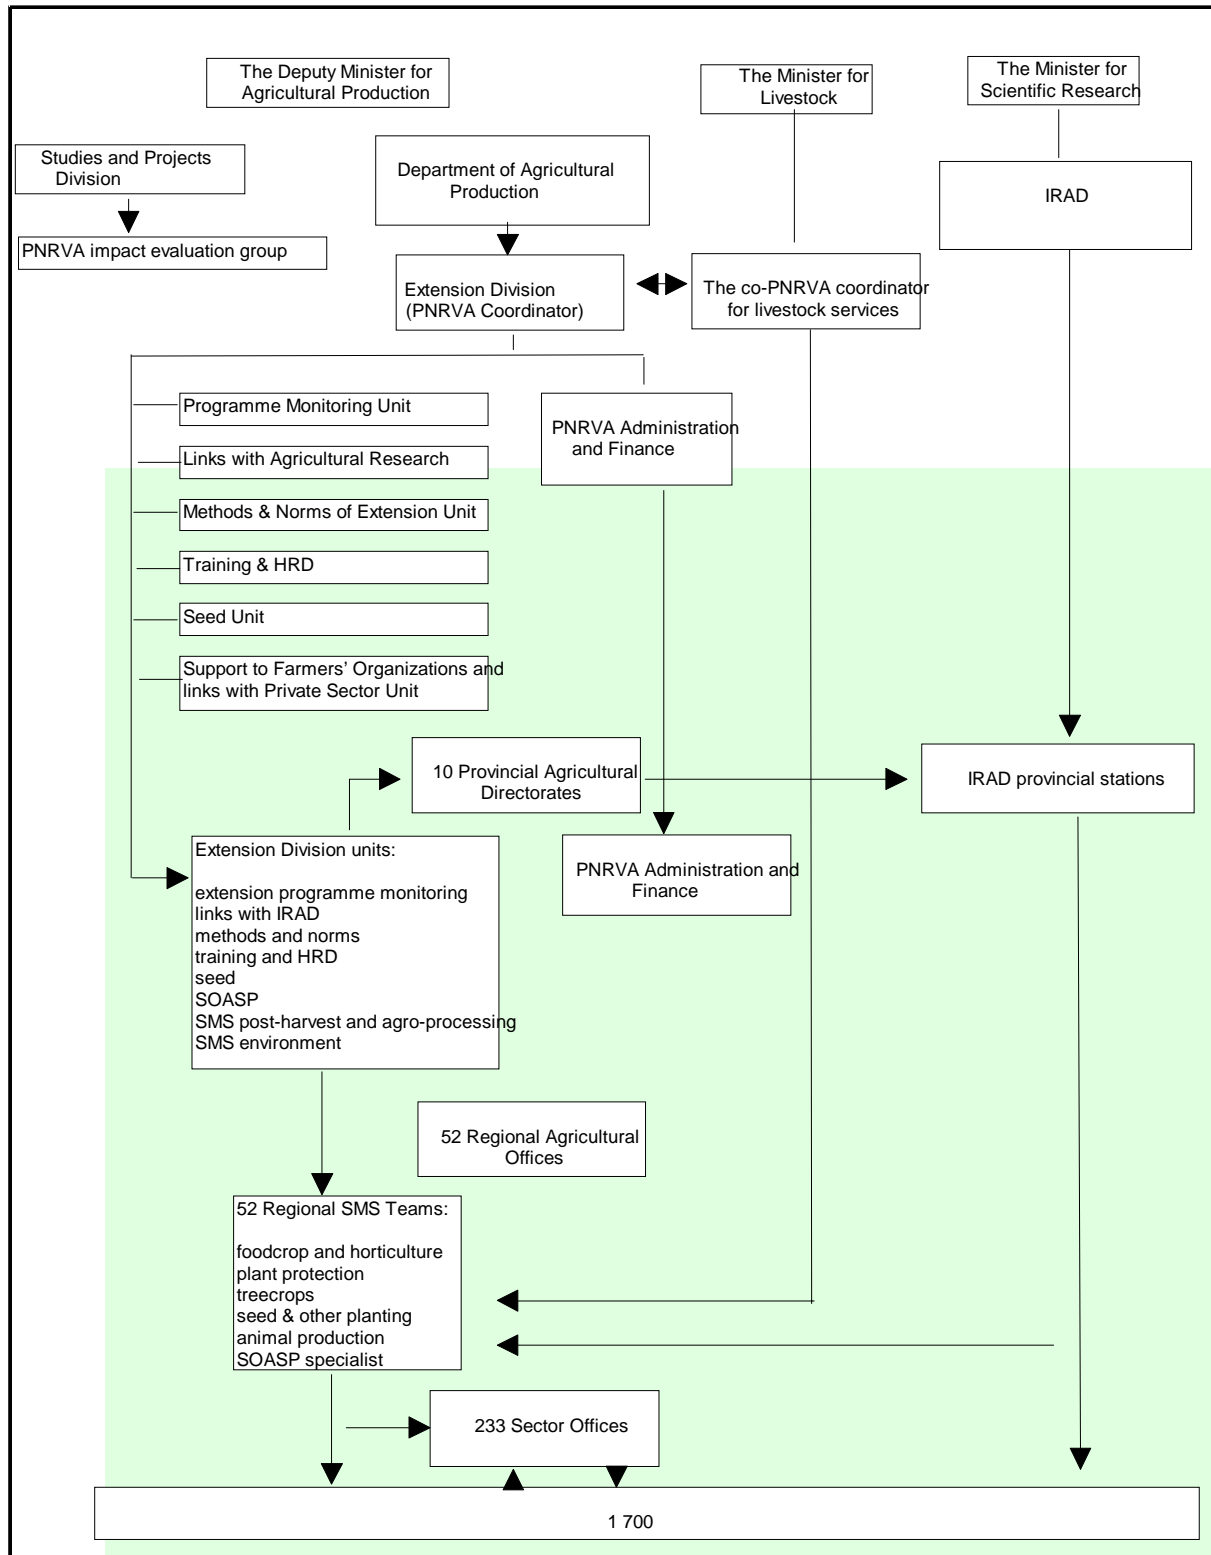 The Deputy Minister for
Agricultural Production
The Minister for
Livestock
The Minister for
Scientific Research
Studies and Projects
Division
Department of Agricultural
Production
IRAD
PNRVA impact evaluation group
Extension Division
(PNRVA Coordinator)
The co-PNRVA coordinator
for livestock services
Programme Monitoring Unit
Links with Agricultural Research
Methods & Norms of Extension Unit
Training & HRD
Seed Unit
Support to Farmers’ Organizations and
links with Private Sector Unit
PNRVA Administration
and Finance
10 Provincial Agricultural
Directorates
IRAD provincial stations
Extension Division units:
extension programme monitoring
links with IRAD
methods and norms
training and HRD
seed
SOASP
SMS post-harvest and agro-processing
SMS environment
PNRVA Administration and
Finance
52 Regional Agricultural
Offices
52 Regional SMS Teams:
foodcrop and horticulture
plant protection
treecrops
seed & other planting
animal production
SOASP specialist
233 Sector Offices
1 700